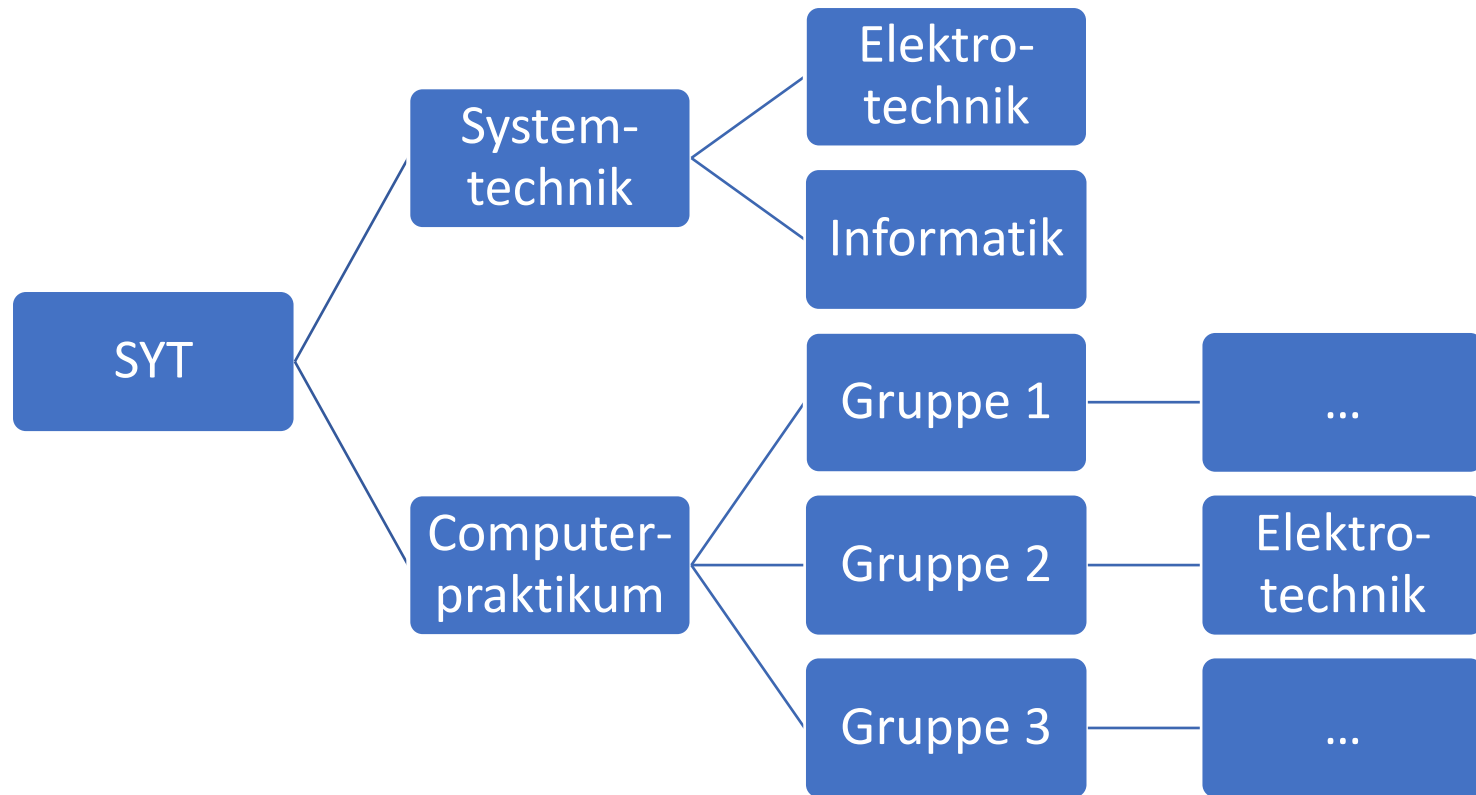 SYT
System-
technik
Elektro-
technik
Informatik
Computer-
praktikum
Gruppe 1
…
Gruppe 2
Elektro-
technik
Gruppe 3
…